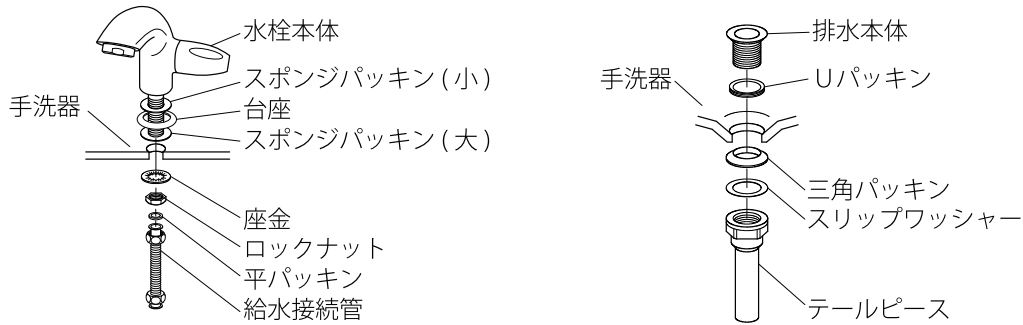 水栓本体
スポンジパッキン(小)
手洗器
台座
スポンジパッキン(大)
座金
ロックナット
平パッキン
給水接続管
排水本体
手洗器
Uパッキン
三角パッキン
スリップワッシャー
テールピース